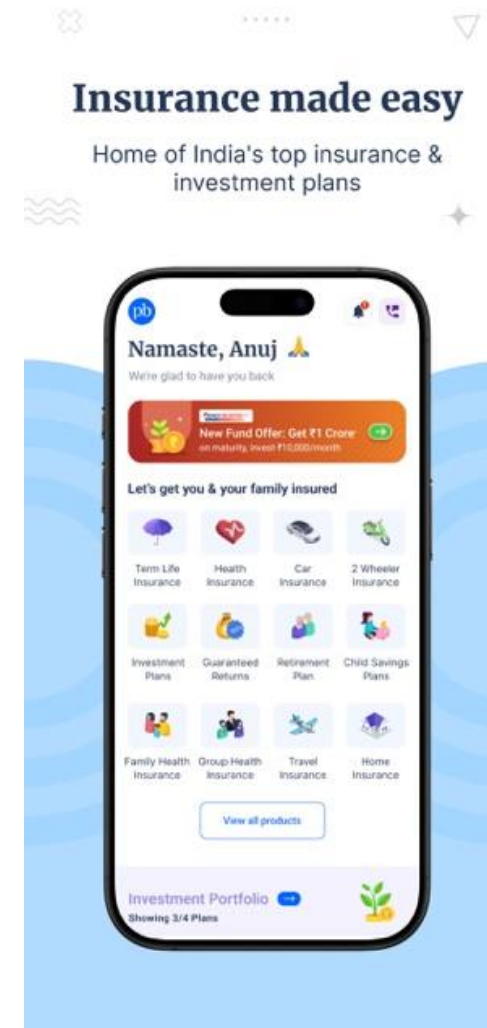 Insurance made easy
Home of India's top insurance &
investment plans
pb
Namaste, Anuj 🙏
We're glad to have you back
New Fund Offer: Get ₹1 Crore
on maturity, invest ₹10,000/month
Let's get you & your family insured
Term Life Health Car 2 Wheeler
Insurance Insurance Insurance Insurance
Investment Guaranteed Retirement Child Savings
Plans Returns Plan Plans
Family Health Group Health Travel Home
Insurance Insurance Insurance Insurance
View all products
Investment Portfolio
Showing 3/4 Plans